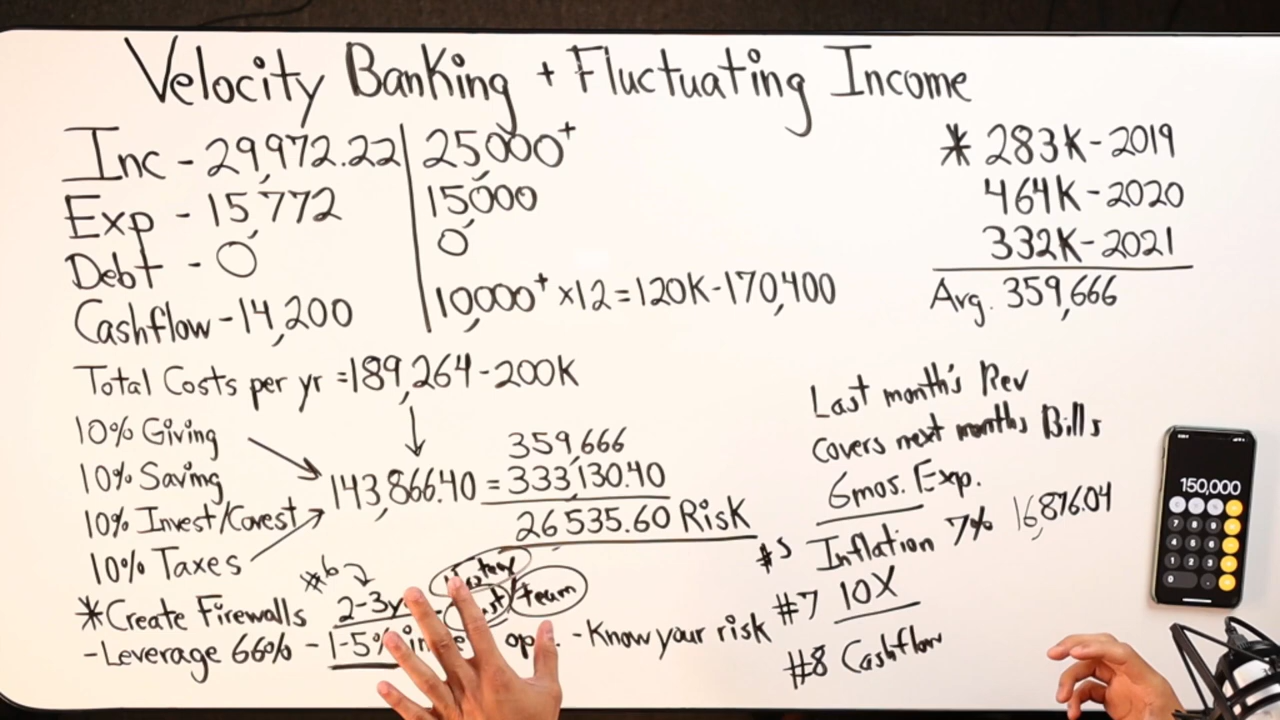 Velocity Banking + Fluctuating Income
Inc - 29,972.22 | 25,000+
Exp - 15,772 | 15,000
Debt - 0 | 0
Cashflow - 14,200 | 10,000+ x12 = 120K - 170,400
* 283K - 2019
464K - 2020
332K - 2021
Avg. 359,666
Total Costs per yr = 189,264 - 200K
10% Giving
10% Saving
10% Invest/Covest
10% Taxes
359,666
143,866.40 = 333,130.40
26535.60 Risk
Last month's Rev
covers next months Bills
6mos. Exp.
#5 Inflation 7% 16,876.04
#7 10X
#8 Cashflow
#6
*Create Firewalls 2-3y /team
-Leverage 66% - 1-5% - Know your risk
150,000